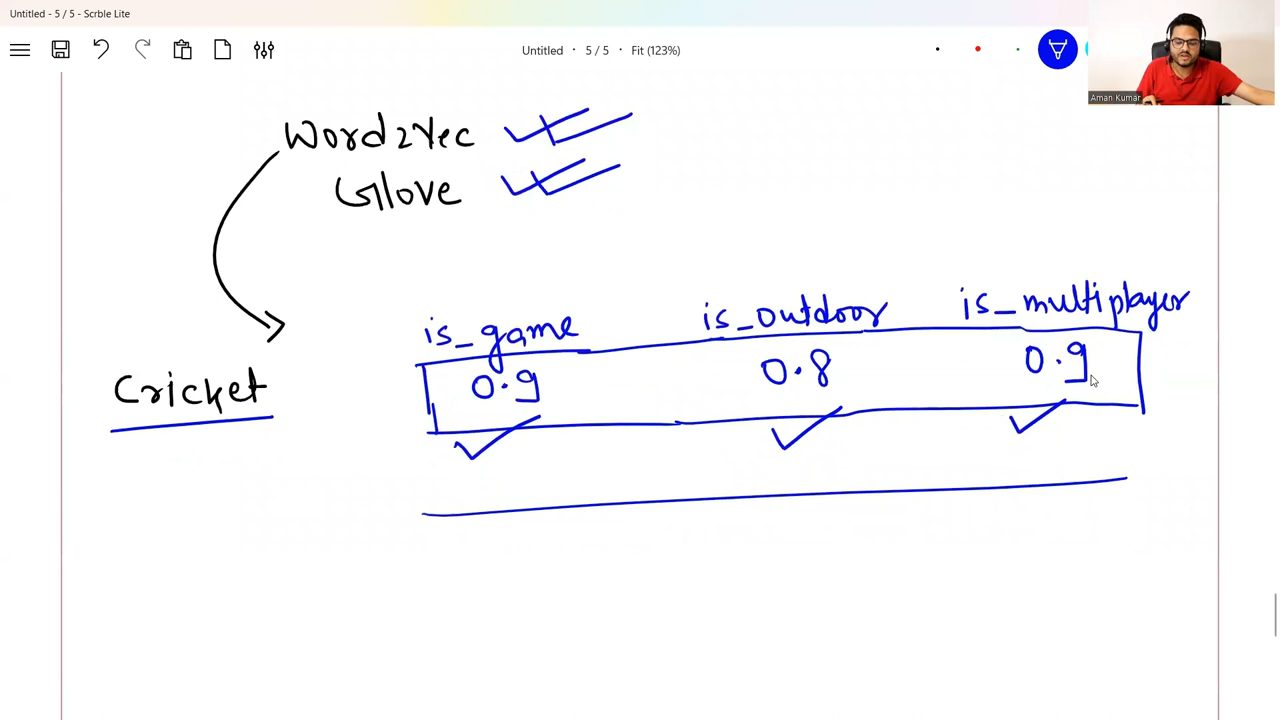 Untitled - 5 / 5 - Scrble Lite
Untitled • 5 / 5 • Fit (123%)
Aman Kumar
Word2Vec
Glove
is_game is_outdoor is_multiplayer
Cricket 0.9 0.8 0.9